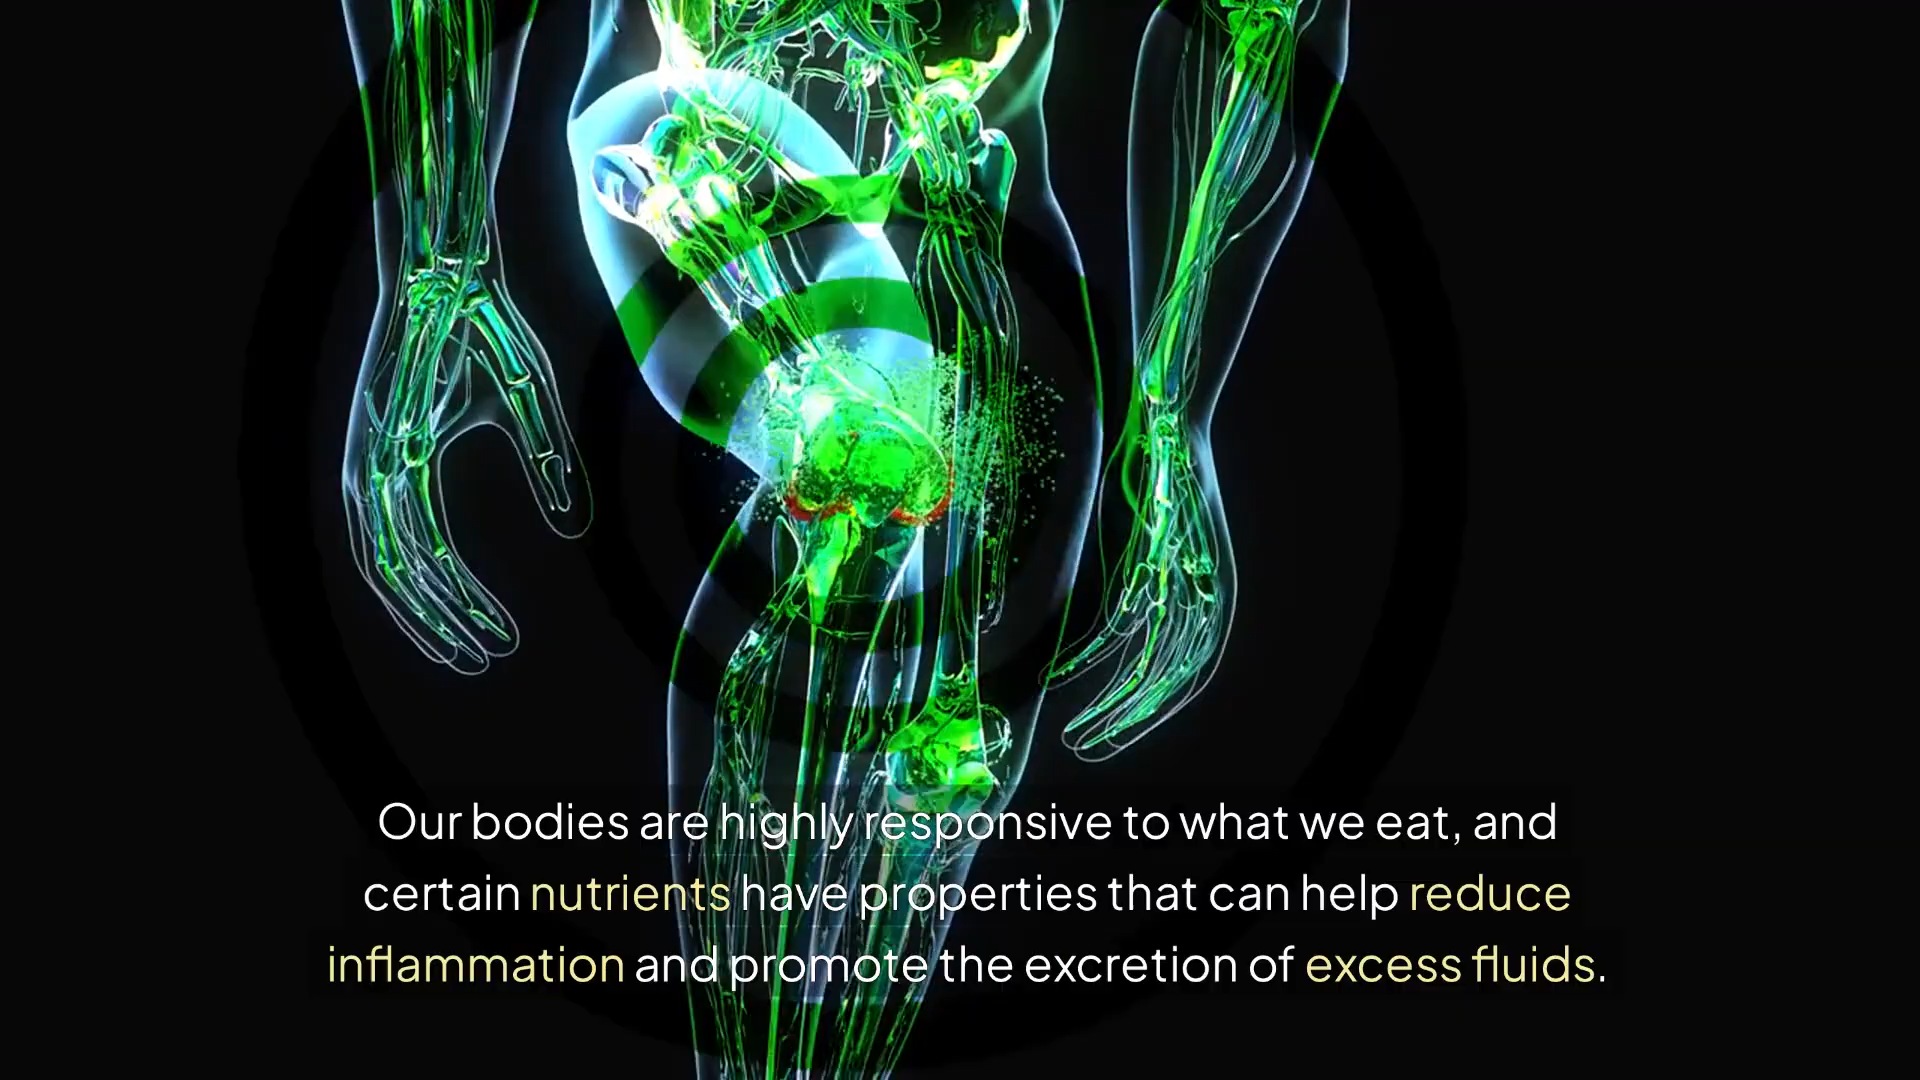 Our bodies are highly responsive to what we eat, and
certain nutrients have properties that can help reduce
inflammation and promote the excretion of excess fluids.